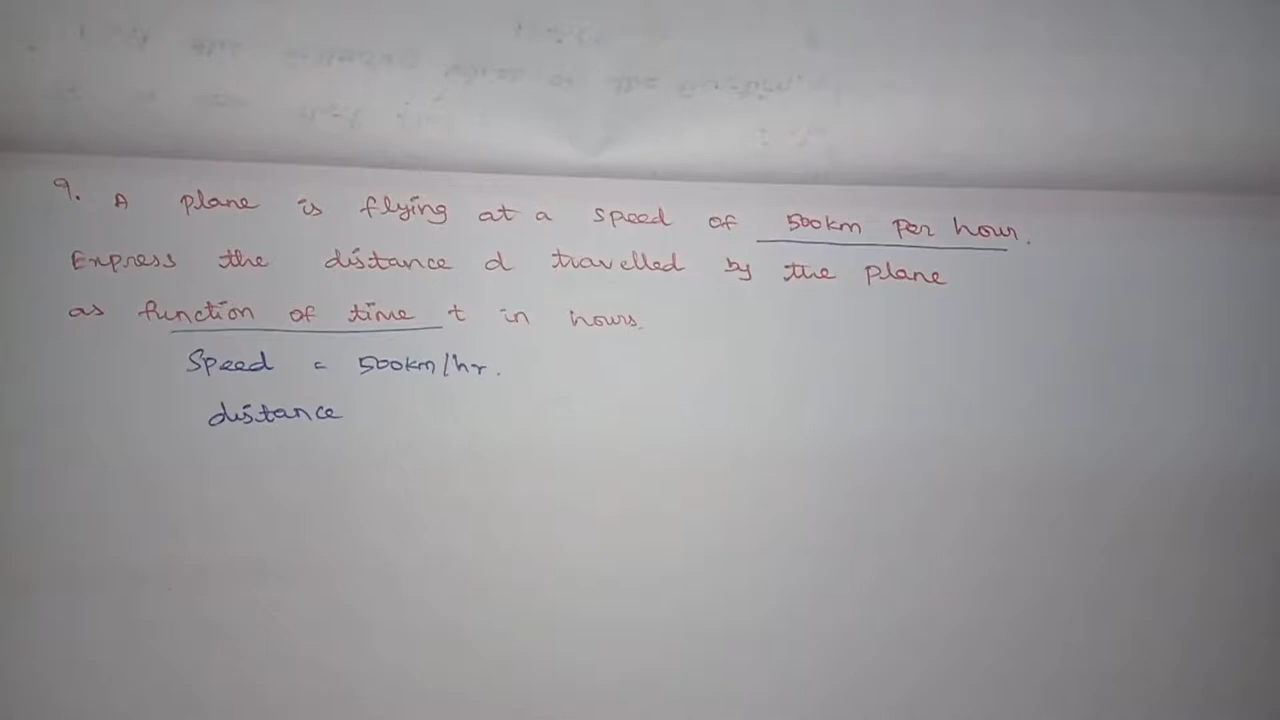 9. A plane is flying at a speed of 500km per hour.
Express the distance d travelled by the plane
as function of time t in hours.
Speed = 500km/hr.
distance